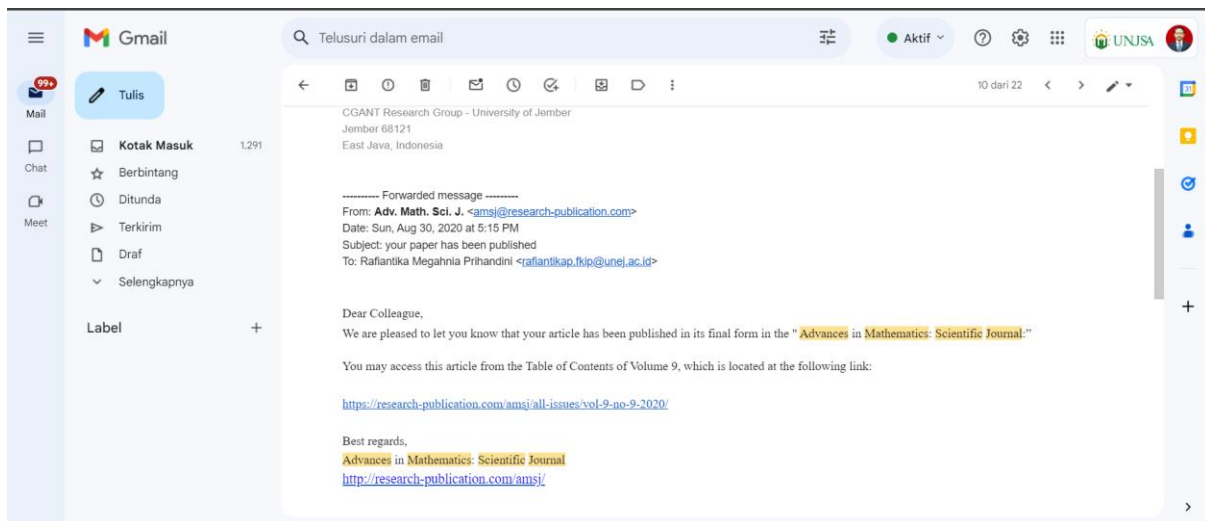 Gmail
Telusuri dalam email
Aktif
UNJSA
99+
Mail
Chat
Meet
Tulis
Kotak Masuk 1.291
Berbintang
Ditunda
Terkirim
Draf
Selengkapnya
Label
10 dari 22
31
CGANT Research Group - University of Jember
Jember 68121
East Java, Indonesia
---------- Forwarded message ---------
From: Adv. Math. Sci. J. <amsj@research-publication.com>
Date: Sun, Aug 30, 2020 at 5:15 PM
Subject: your paper has been published
To: Rafiantika Megahnia Prihandini <rafiantikap.fkip@unej.ac.id>
Dear Colleague,
We are pleased to let you know that your article has been published in its final form in the " Advances in Mathematics: Scientific Journal:"
You may access this article from the Table of Contents of Volume 9, which is located at the following link:
https://research-publication.com/amsj/all-issues/vol-9-no-9-2020/
Best regards,
Advances in Mathematics: Scientific Journal
http://research-publication.com/amsj/